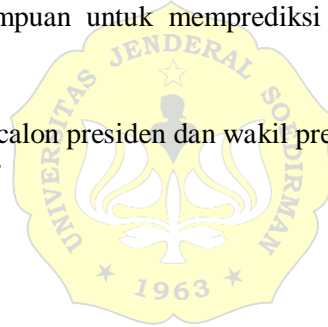 mpuan untuk memprediksi
calon presiden dan wakil pre
UNIVERSITAS JENDERAL SOEDIRMAN
1963